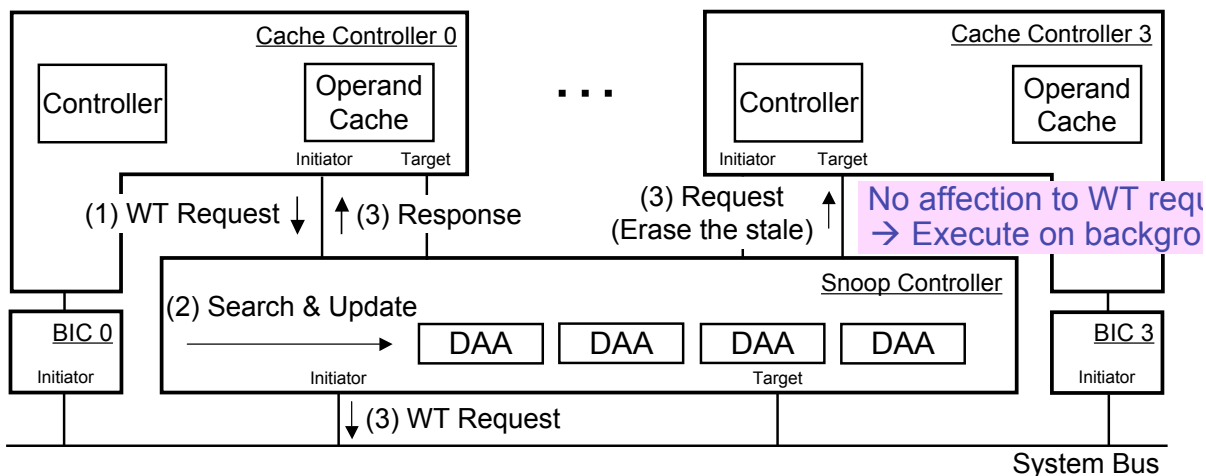 Cache Controller 0
Controller
Operand
Cache
Initiator
Target
...
Cache Controller 3
Controller
Operand
Cache
Initiator
Target
(1) WT Request
(3) Response
(3) Request
(Erase the stale)
No affection to WT requ
→ Execute on backgro
Snoop Controller
(2) Search & Update
DAA
DAA
DAA
DAA
Initiator
Target
BIC 0
Initiator
BIC 3
Initiator
(3) WT Request
System Bus